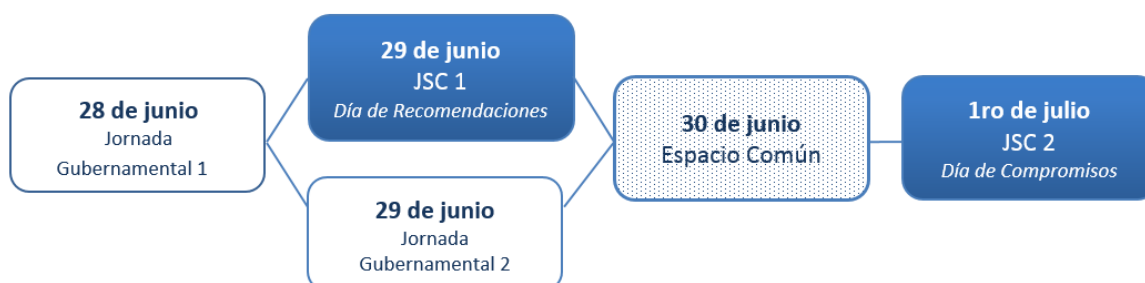 28 de junio
Jornada
Gubernamental 1
29 de junio
JSC 1
Día de Recomendaciones
29 de junio
Jornada
Gubernamental 2
30 de junio
Espacio Común
1ro de julio
JSC 2
Día de Compromisos